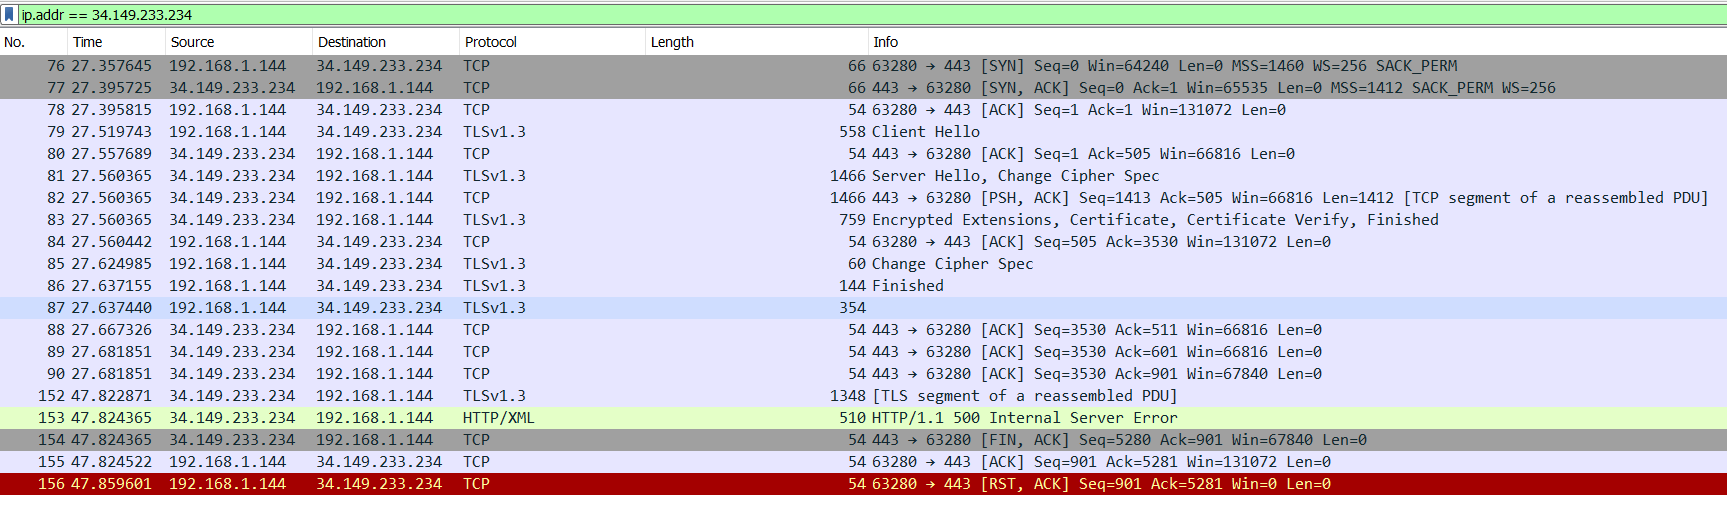 ip.addr == 34.149.233.234
No. Time Source Destination Protocol Length Info
76 27.357645 192.168.1.144 34.149.233.234 TCP 66 63280 → 443 [SYN] Seq=0 Win=64240 Len=0 MSS=1460 WS=256 SACK_PERM
77 27.395725 34.149.233.234 192.168.1.144 TCP 66 443 → 63280 [SYN, ACK] Seq=0 Ack=1 Win=65535 Len=0 MSS=1412 SACK_PERM WS=256
78 27.395815 192.168.1.144 34.149.233.234 TCP 54 63280 → 443 [ACK] Seq=1 Ack=1 Win=131072 Len=0
79 27.519743 192.168.1.144 34.149.233.234 TLSv1.3 558 Client Hello
80 27.557689 34.149.233.234 192.168.1.144 TCP 54 443 → 63280 [ACK] Seq=1 Ack=505 Win=66816 Len=0
81 27.560365 34.149.233.234 192.168.1.144 TLSv1.3 1466 Server Hello, Change Cipher Spec
82 27.560365 34.149.233.234 192.168.1.144 TCP 1466 443 → 63280 [PSH, ACK] Seq=1413 Ack=505 Win=66816 Len=1412 [TCP segment of a reassembled PDU]
83 27.560365 34.149.233.234 192.168.1.144 TLSv1.3 759 Encrypted Extensions, Certificate, Certificate Verify, Finished
84 27.560442 192.168.1.144 34.149.233.234 TCP 54 63280 → 443 [ACK] Seq=505 Ack=3530 Win=131072 Len=0
85 27.624985 192.168.1.144 34.149.233.234 TLSv1.3 60 Change Cipher Spec
86 27.637155 192.168.1.144 34.149.233.234 TLSv1.3 144 Finished
87 27.637440 192.168.1.144 34.149.233.234 TLSv1.3 354
88 27.667326 34.149.233.234 192.168.1.144 TCP 54 443 → 63280 [ACK] Seq=3530 Ack=511 Win=66816 Len=0
89 27.681851 34.149.233.234 192.168.1.144 TCP 54 443 → 63280 [ACK] Seq=3530 Ack=601 Win=66816 Len=0
90 27.681851 34.149.233.234 192.168.1.144 TCP 54 443 → 63280 [ACK] Seq=3530 Ack=901 Win=67840 Len=0
152 47.822871 34.149.233.234 192.168.1.144 TLSv1.3 1348 [TLS segment of a reassembled PDU]
153 47.824365 34.149.233.234 192.168.1.144 HTTP/XML 510 HTTP/1.1 500 Internal Server Error
154 47.824365 34.149.233.234 192.168.1.144 TCP 54 443 → 63280 [FIN, ACK] Seq=5280 Ack=901 Win=67840 Len=0
155 47.824522 192.168.1.144 34.149.233.234 TCP 54 63280 → 443 [ACK] Seq=901 Ack=5281 Win=131072 Len=0
156 47.859601 192.168.1.144 34.149.233.234 TCP 54 63280 → 443 [RST, ACK] Seq=901 Ack=5281 Win=0 Len=0